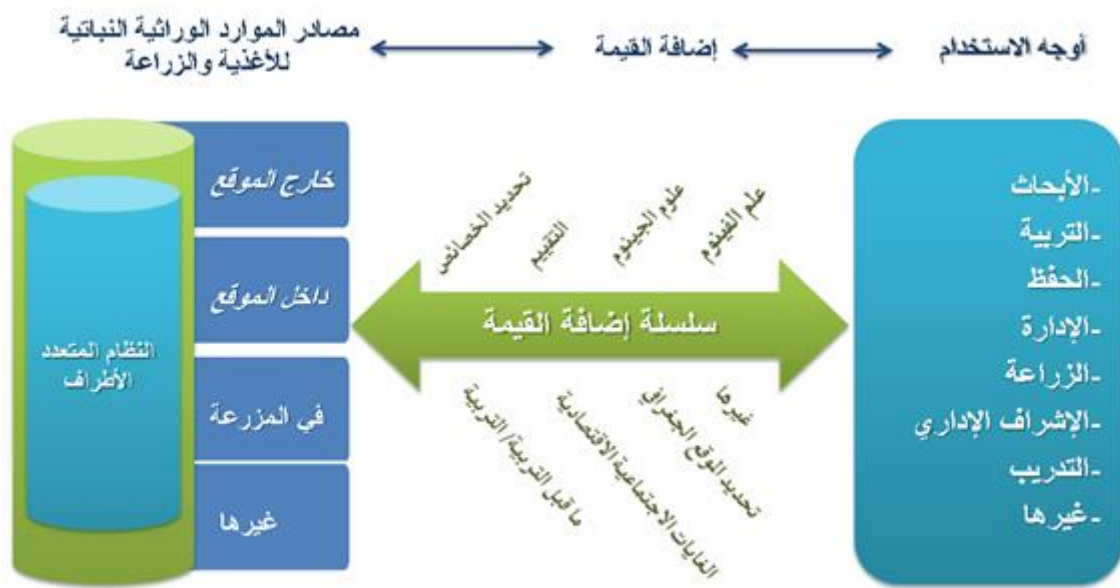 أوجه الاستخدام
إضافة القيمة
مصادر الموارد الوراثية النباتية
للأغذية والزراعة
-الأبحاث
-التربية
-الحفظ
-الإدارة
-الزراعة
-الإشراف الإداري
-التدريب
-غيرها
علم الفينوم
علوم الجينوم
التقييم
تحديد الخصائص
سلسلة إضافة القيمة
غيرها
تحديد الموقع الجغرافي
الغايات الاجتماعية الاقتصادية
ما قبل التربية/ التربية
خارج الموقع
داخل الموقع
في المزرعة
غيرها
النظام المتعدد
الأطراف